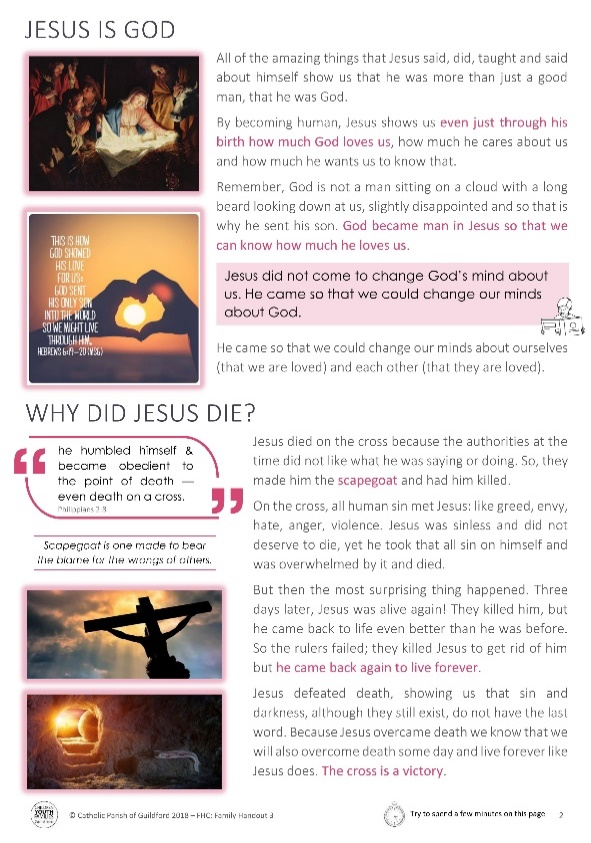 JESUS IS GOD
All of the amazing things that Jesus said, did, taught and said
about himself show us that he was more than just a good
man, that he was God.
By becoming human, Jesus shows us even just through his
birth how much God loves us, how much he cares about us
and how much he wants us to know that.
Remember, God is not a man sitting on a cloud with a long
beard looking down at us, slightly disappointed and so that is
why he sent his son. God became man in Jesus so that we
can know how much he loves us.
THIS IS HOW
GOD SHOWED
HIS LOVE
FOR US:
GOD SENT
HIS ONLY SON
INTO THE WORLD
SO WE MIGHT LIVE
THROUGH HIM.
Jesus did not come to change God's mind about
us. He came so that we could change our minds
about God.
He came so that we could change our minds about ourselves
(that we are loved) and each other (that they are loved).
WHY DID JESUS DIE?
“ he humbled himself &
became obedient to
the point of death —
even death on a cross. ”
Philippians 2:8
Scapegoat is one made to bear
the blame for the wrongs of others.
Jesus died on the cross because the authorities at the
time did not like what he was saying or doing. So, they
made him the scapegoat and had him killed.
On the cross, all human sin met Jesus: like greed, envy,
hate, anger, violence. Jesus was sinless and did not
deserve to die, yet he took that all sin on himself and
was overwhelmed by it and died.
But then the most surprising thing happened. Three
days later, Jesus was alive again! They killed him, but
he came back to life even better than he was before.
So the rulers failed; they killed Jesus to get rid of him
but he came back again to live forever.
Jesus defeated death, showing us that sin and
darkness, although they still exist, do not have the last
word. Because Jesus overcame death we know that we
will also overcome death some day and live forever like
Jesus does. The cross is a victory.
CHILDREN
YOUTH
FAMILIES
© Catholic Parish of Guildford 2018 – FHC: Family Handout 3
Try to spend a few minutes on this page
2